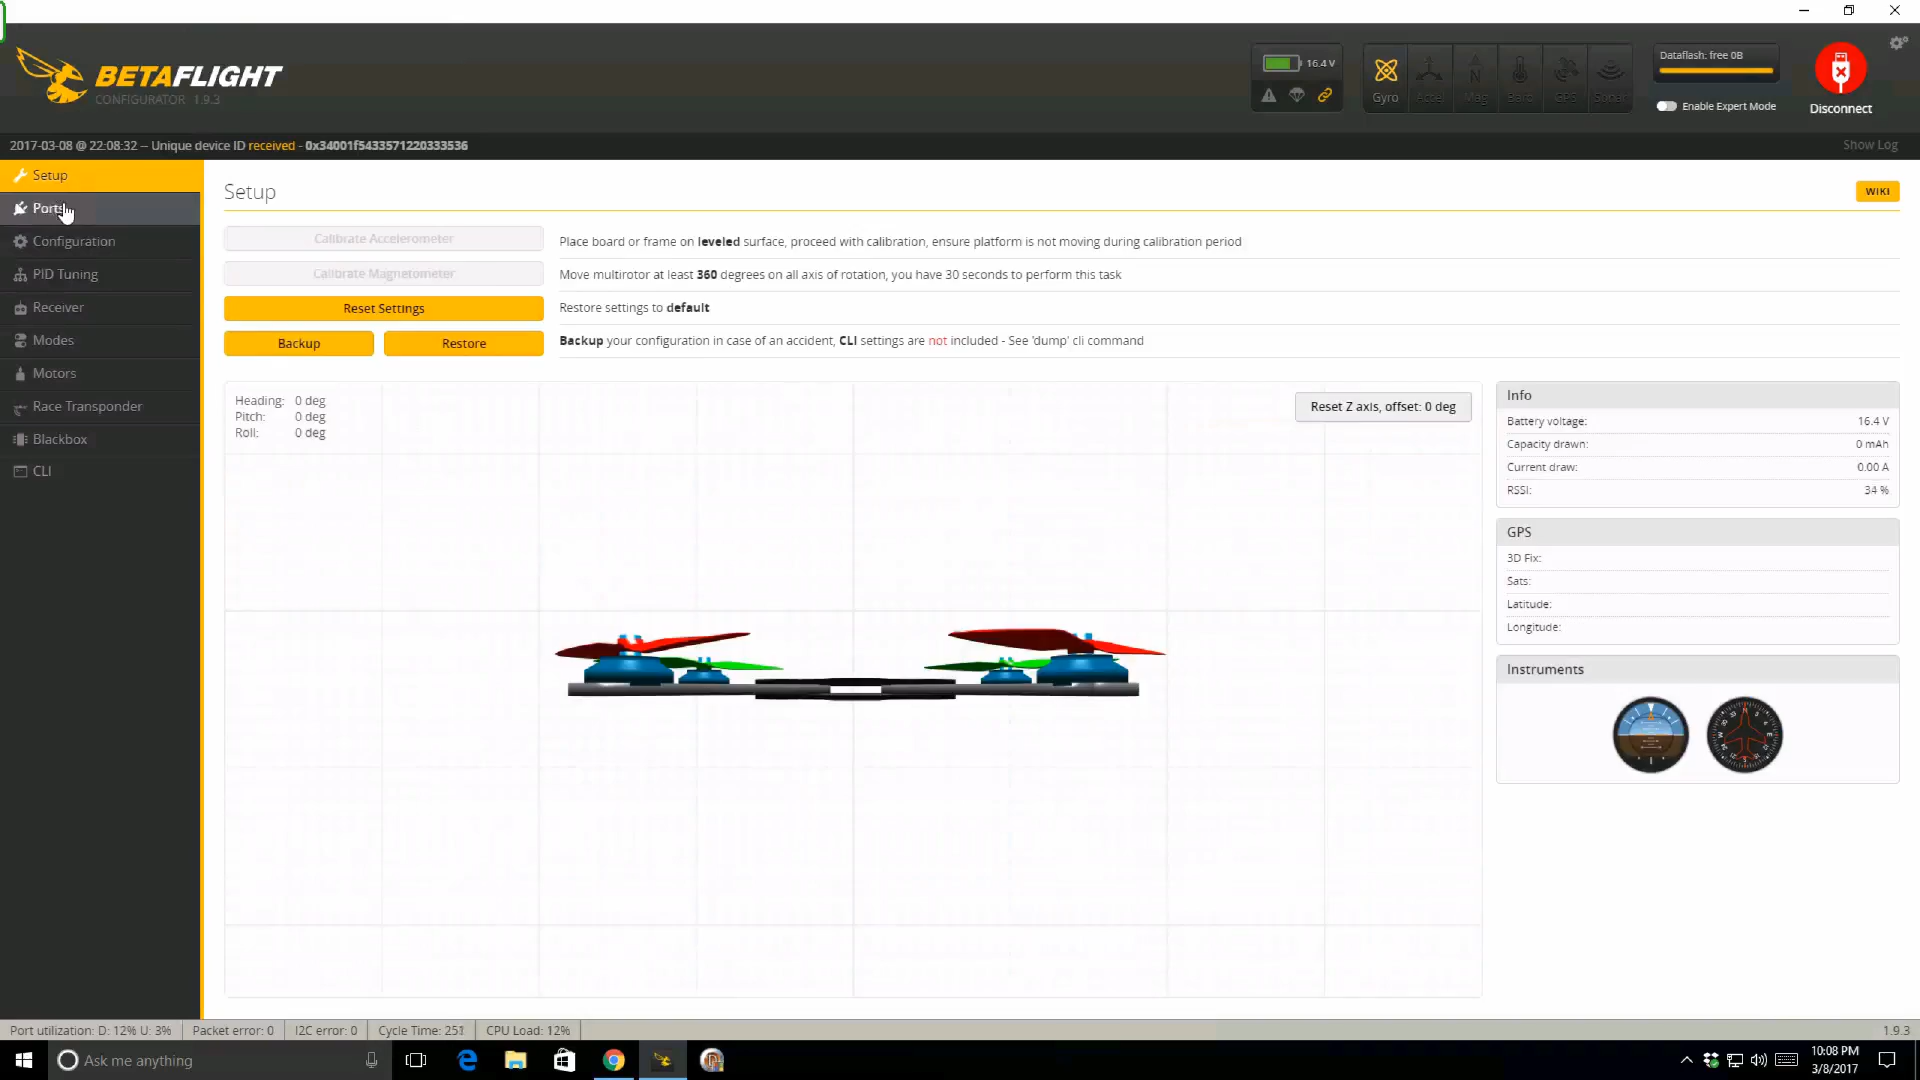 BETAFLIGHT
CONFIGURATOR 1.9.3
16.4 V
Gyro
Accel
Mag
Baro
GPS
Sonar
Dataflash: free 0B
Enable Expert Mode
Disconnect
2017-03-08 @ 22:08:32 -- Unique device ID received - 0x34001f5433571220333536
Show Log
Setup
Ports
Configuration
PID Tuning
Receiver
Modes
Motors
Race Transponder
Blackbox
CLI
Setup
WIKI
Calibrate Accelerometer
Place board or frame on leveled surface, proceed with calibration, ensure platform is not moving during calibration period
Calibrate Magnetometer
Move multirotor at least 360 degrees on all axis of rotation, you have 30 seconds to perform this task
Reset Settings
Restore settings to default
Backup
Restore
Backup your configuration in case of an accident, CLI settings are not included - See 'dump' cli command
Heading: 0 deg
Pitch: 0 deg
Roll: 0 deg
Reset Z axis, offset: 0 deg
Info
Battery voltage: 16.4 V
Capacity drawn: 0 mAh
Current draw: 0.00 A
RSSI: 34 %
GPS
3D Fix:
Sats:
Latitude:
Longitude:
Instruments
Port utilization: D: 12% U: 3%
Packet error: 0
I2C error: 0
Cycle Time: 251
CPU Load: 12%
1.9.3
Ask me anything
10:08 PM
3/8/2017